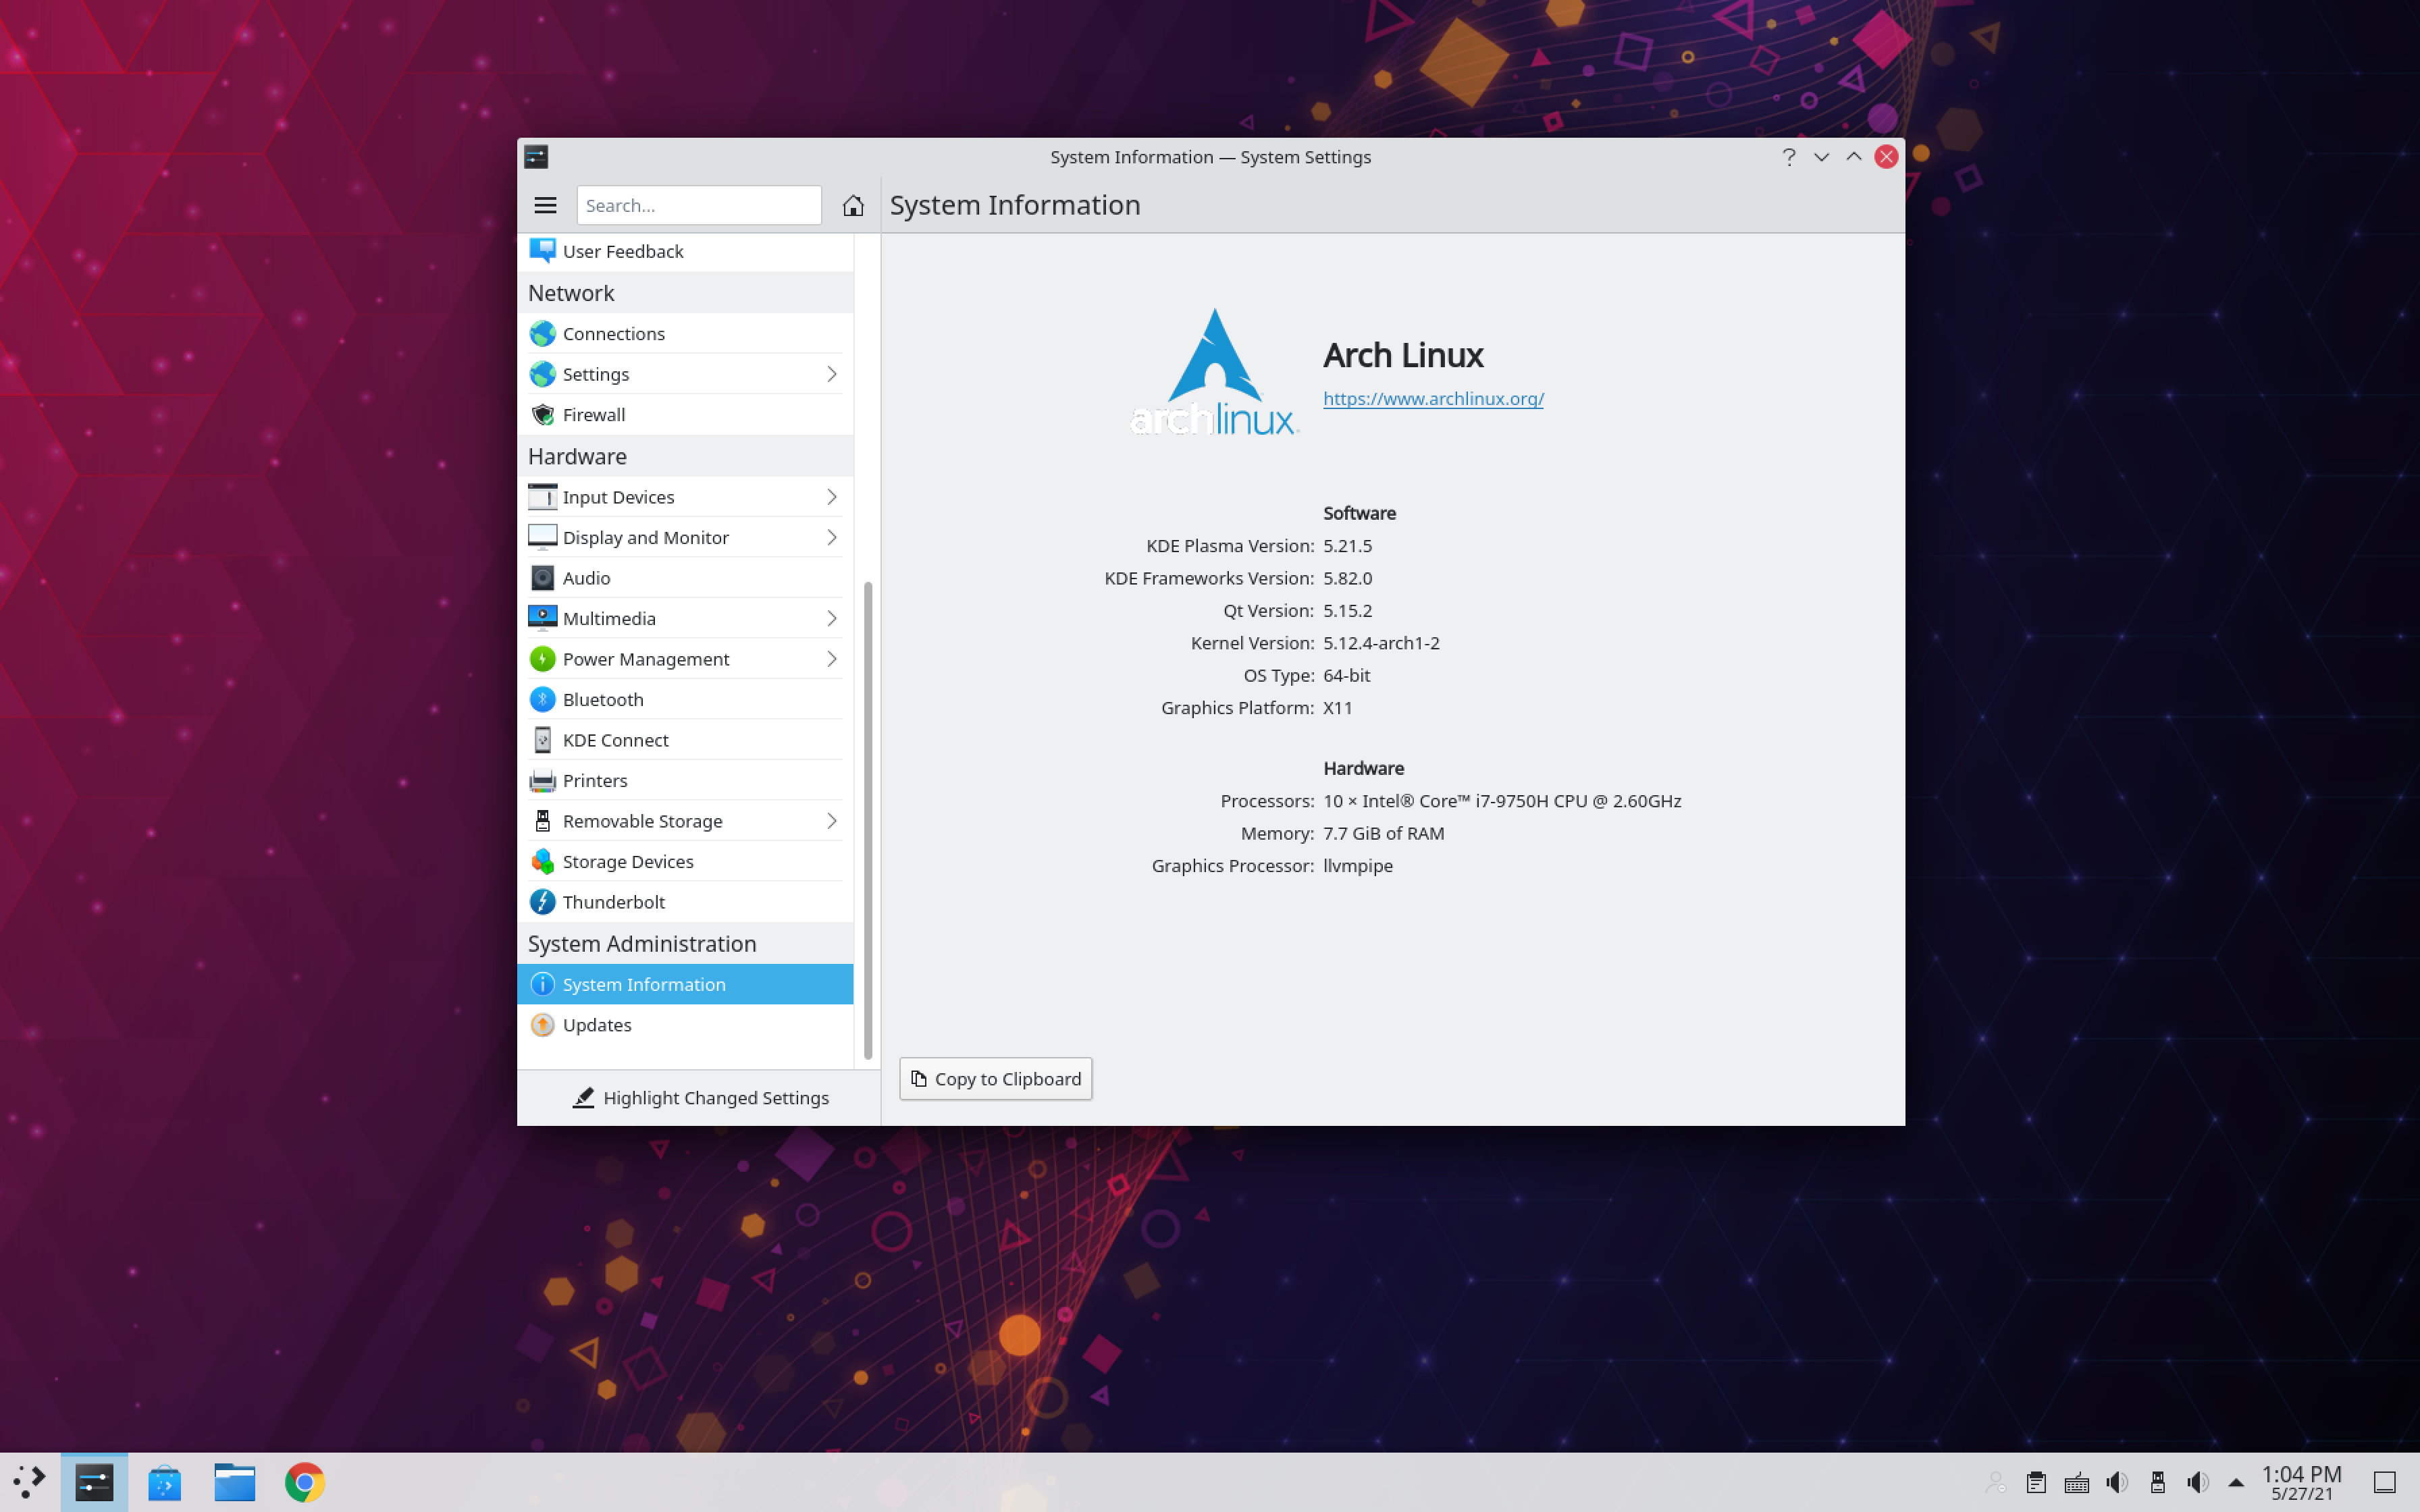 System Information — System Settings
Search...
System Information
User Feedback
Network
Connections
Settings
Firewall
Hardware
Input Devices
Display and Monitor
Audio
Multimedia
Power Management
Bluetooth
KDE Connect
Printers
Removable Storage
Storage Devices
Thunderbolt
System Administration
System Information
Updates
Highlight Changed Settings
archlinux
Arch Linux
https://www.archlinux.org/
Software
KDE Plasma Version: 5.21.5
KDE Frameworks Version: 5.82.0
Qt Version: 5.15.2
Kernel Version: 5.12.4-arch1-2
OS Type: 64-bit
Graphics Platform: X11
Hardware
Processors: 10 × Intel® Core™ i7-9750H CPU @ 2.60GHz
Memory: 7.7 GiB of RAM
Graphics Processor: llvmpipe
Copy to Clipboard
1:04 PM
5/27/21